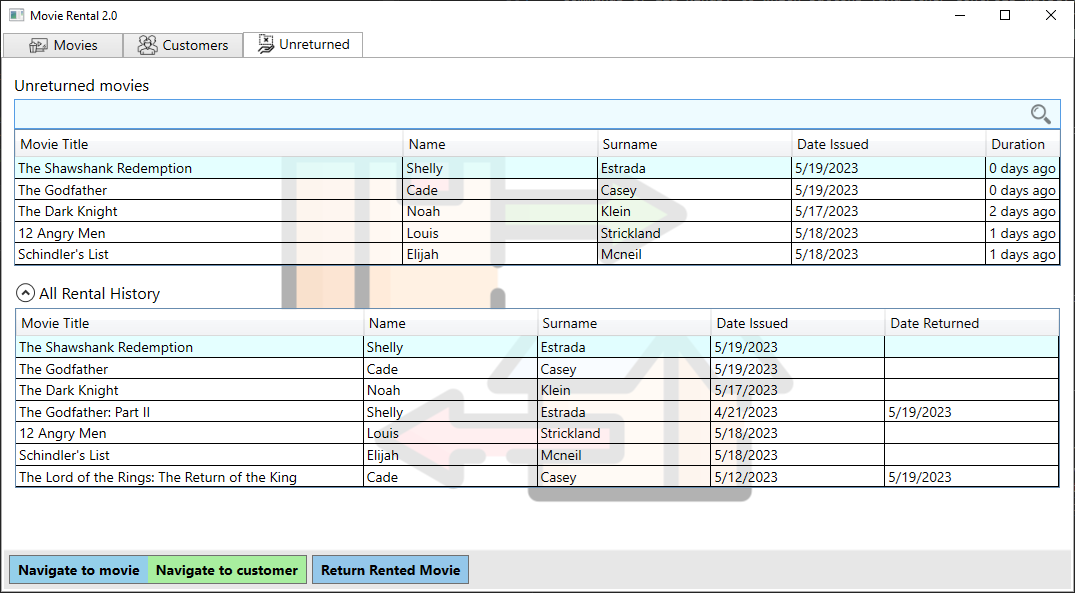 Movie Rental 2.0
Movies Customers Unreturned
Unreturned movies
Movie Title Name Surname Date Issued Duration
The Shawshank Redemption Shelly Estrada 5/19/2023 0 days ago
The Godfather Cade Casey 5/19/2023 0 days ago
The Dark Knight Noah Klein 5/17/2023 2 days ago
12 Angry Men Louis Strickland 5/18/2023 1 days ago
Schindler's List Elijah Mcneil 5/18/2023 1 days ago
All Rental History
Movie Title Name Surname Date Issued Date Returned
The Shawshank Redemption Shelly Estrada 5/19/2023
The Godfather Cade Casey 5/19/2023
The Dark Knight Noah Klein 5/17/2023
The Godfather: Part II Shelly Estrada 4/21/2023 5/19/2023
12 Angry Men Louis Strickland 5/18/2023
Schindler's List Elijah Mcneil 5/18/2023
The Lord of the Rings: The Return of the King Cade Casey 5/12/2023 5/19/2023
Navigate to movie Navigate to customer Return Rented Movie